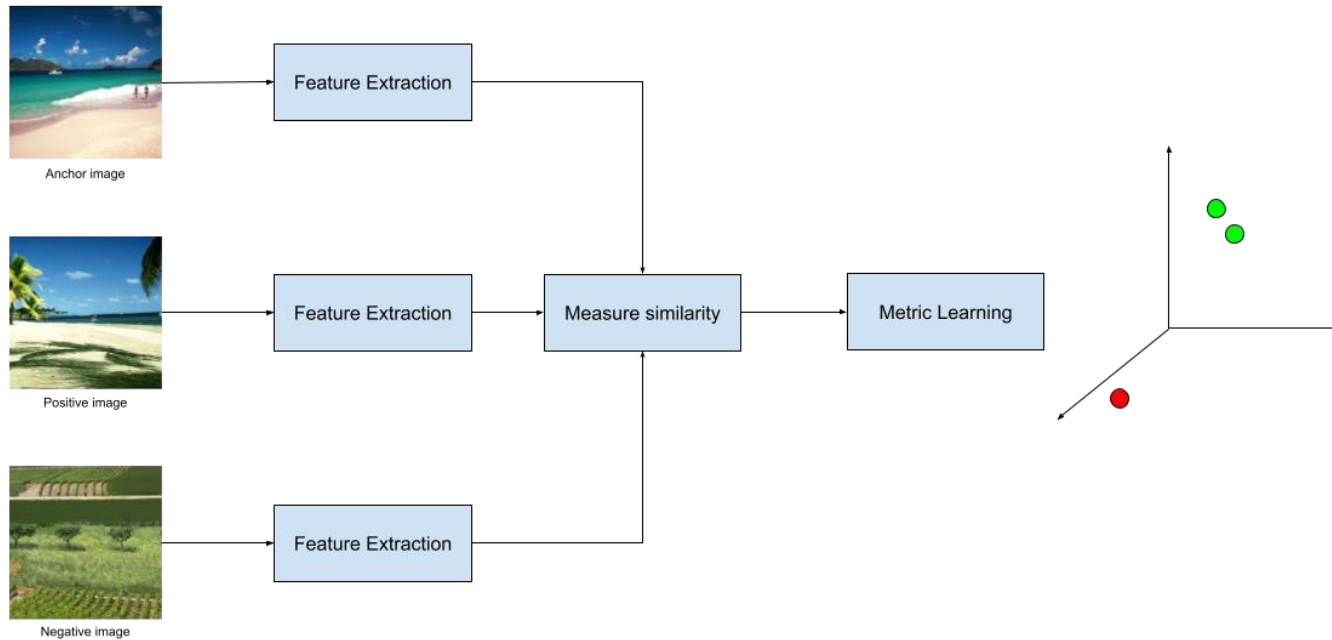 Feature Extraction
Anchor image
Feature Extraction
Measure similarity
Metric Learning
Positive image
Feature Extraction
Negative image